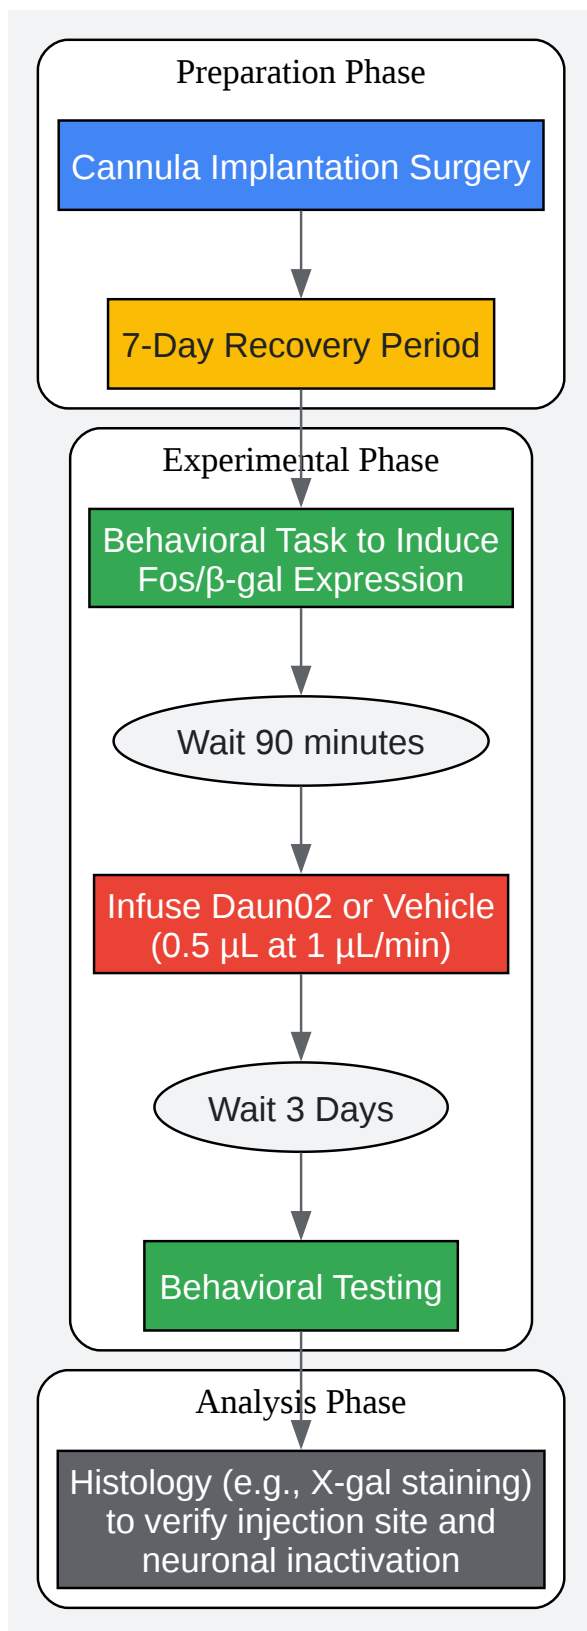 Preparation Phase
Cannula Implantation Surgery
7-Day Recovery Period
Experimental Phase
Behavioral Task to Induce
Fos/β-gal Expression
Wait 90 minutes
Infuse Daun02 or Vehicle
(0.5 µL at 1 µL/min)
Wait 3 Days
Behavioral Testing
Analysis Phase
Histology (e.g., X-gal staining)
to verify injection site and
neuronal inactivation